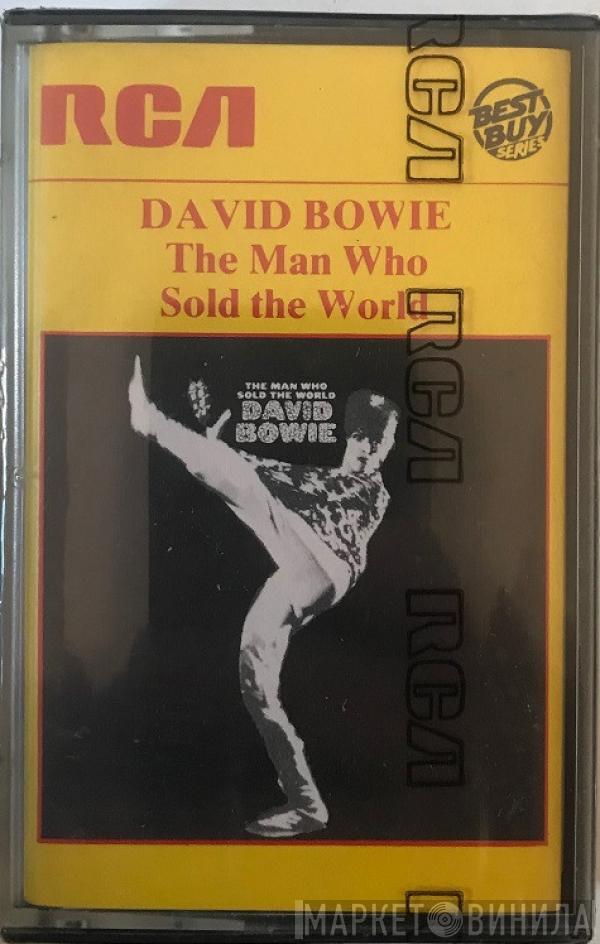 RCA
BEST
BUY
SERIES
DAVID BOWIE
The Man Who
Sold the World
THE MAN WHO
SOLD THE WORLD
DAVID
BOWIE
RCA
RCA
RCA
МАРКЕТ ВИНИЛА